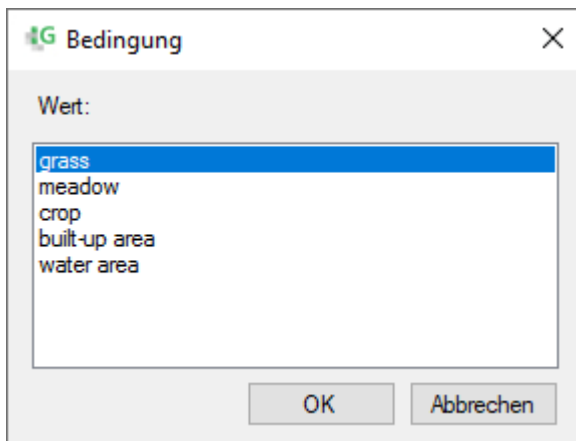 G Bedingung
Wert:
grass
meadow
crop
built-up area
water area
OK
Abbrechen